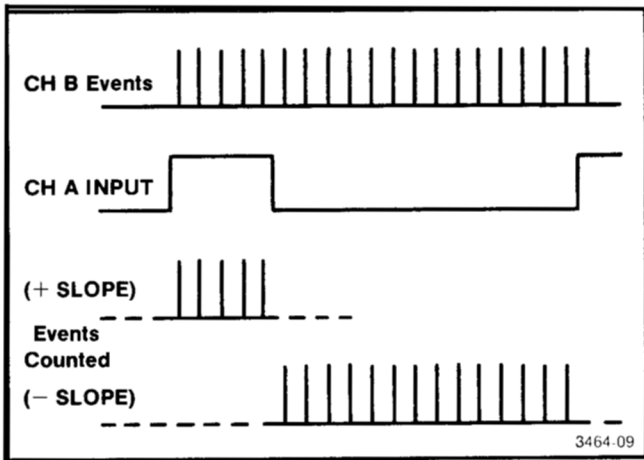 CH B Events
CH A INPUT
(+ SLOPE)
Events
Counted
(− SLOPE)
3464-09